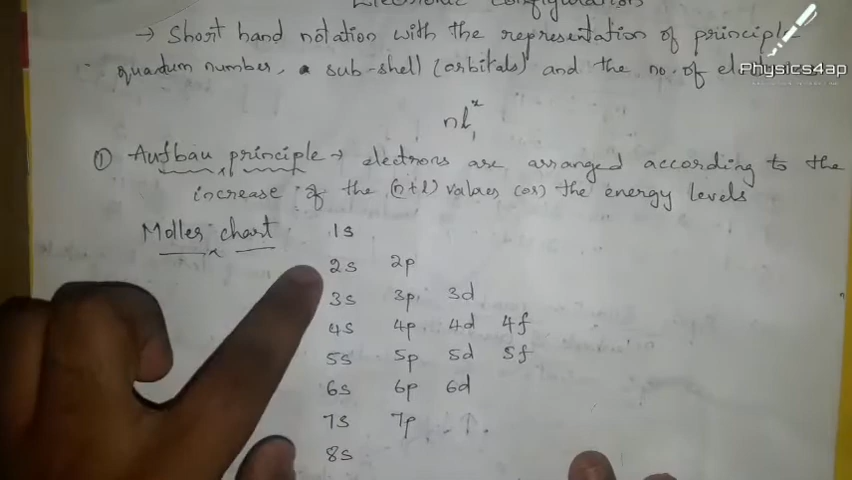 Electronic Configuration
→ Short hand notation with the representation of principle
quantum number, sub-shell (orbitals) and the no. of
Physics4ap
nlˣ
① Aufbau principle → electrons are arranged according to the
increase of the (n+l) values (or) the energy levels
Moller chart
1s
2s 2p
3s 3p 3d
4s 4p 4d 4f
5s 5p 5d 5f
6s 6p 6d
7s 7p
8s